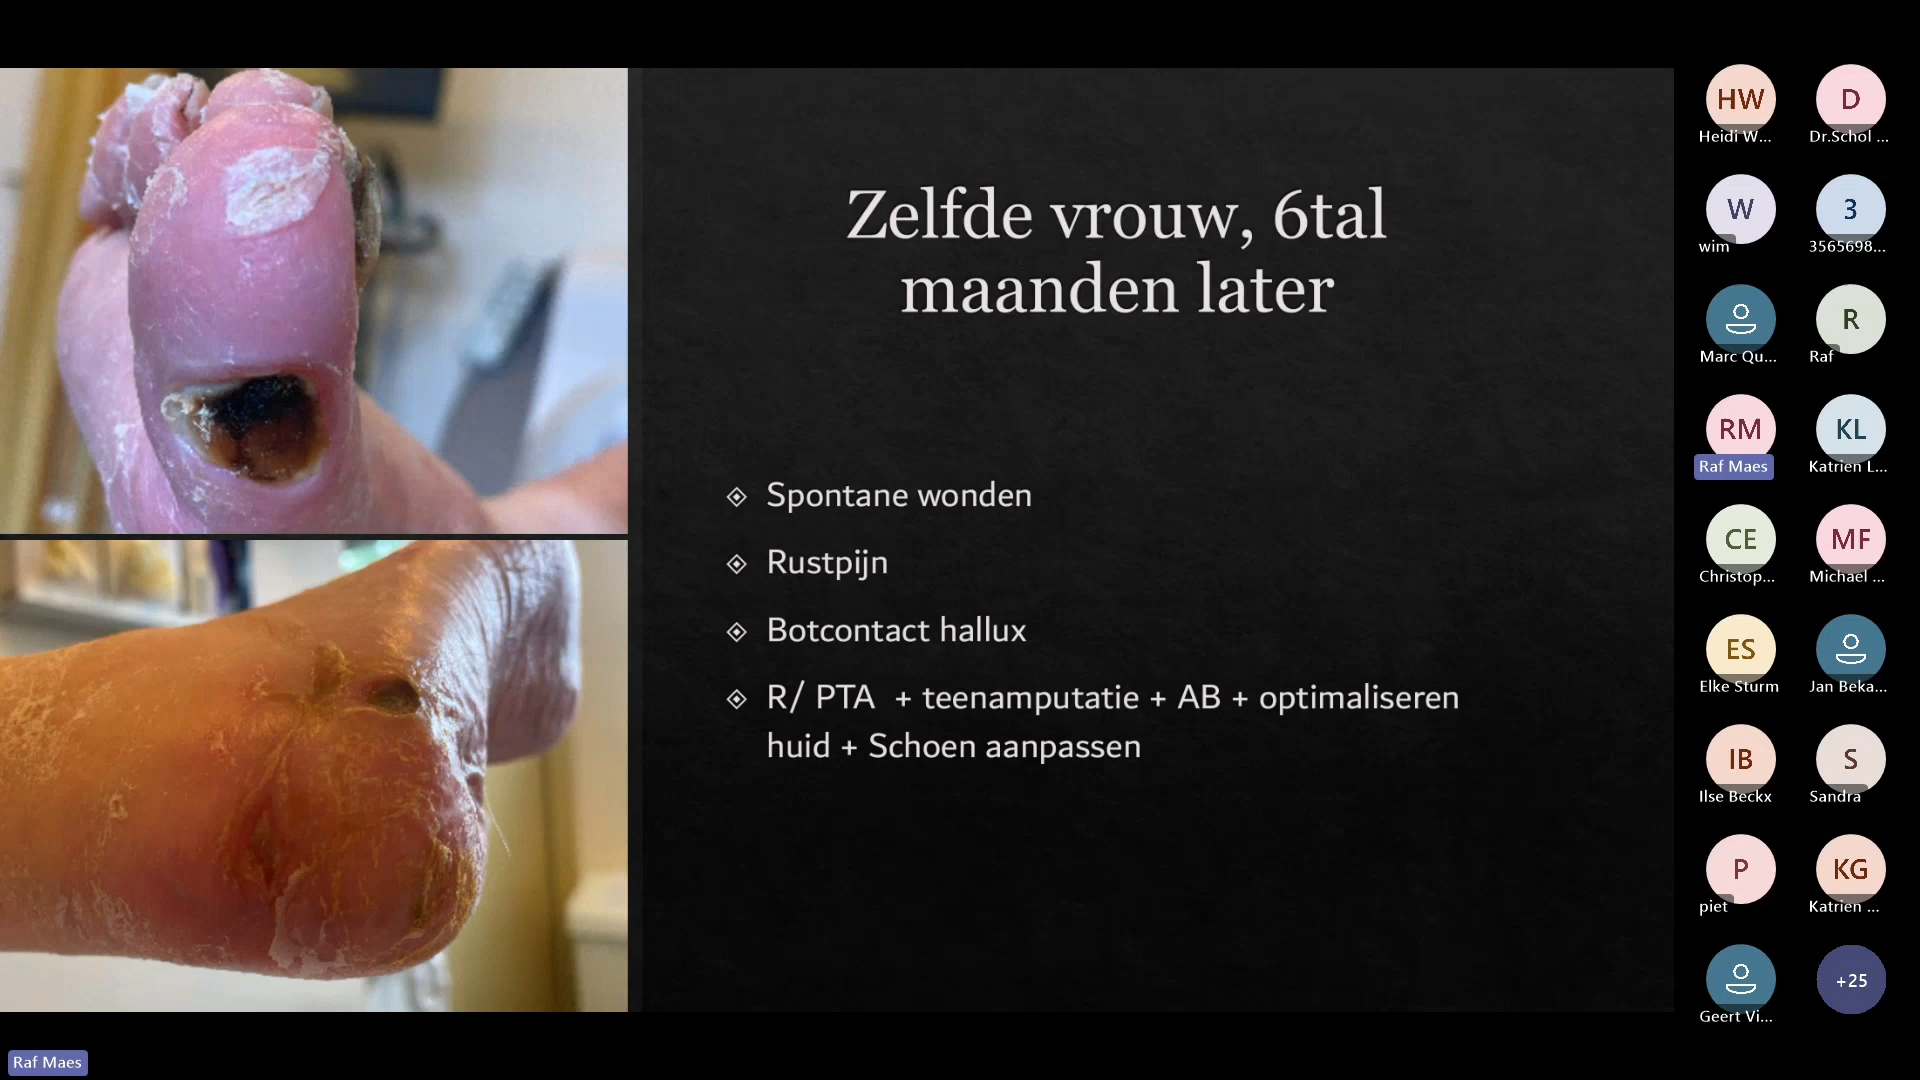 Zelfde vrouw, 6tal
maanden later
Spontane wonden
Rustpijn
Botcontact hallux
R/ PTA + teenamputatie + AB + optimaliseren
huid + Schoen aanpassen
HW
Heidi W...
D
Dr.Schol ...
W
wim
3
3565698...
Marc Qu...
R
Raf
RM
Raf Maes
KL
Katrien L...
CE
Christop...
MF
Michael ...
ES
Elke Sturm
Jan Beka...
IB
Ilse Beckx
S
Sandra
P
piet
KG
Katrien ...
Geert Vi...
+25
Raf Maes